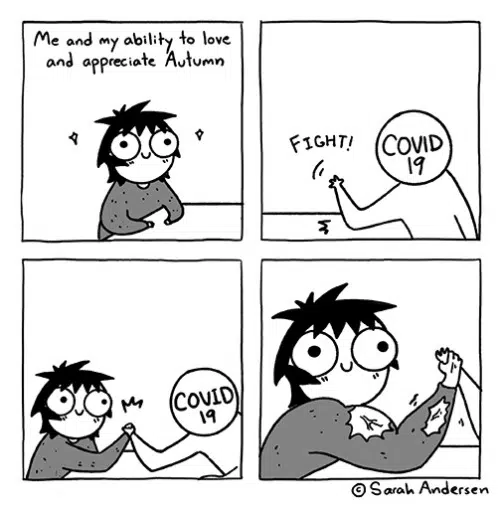 Me and my ability to love
and appreciate Autumn
FIGHT!
COVID
19
COVID
19
© Sarah Andersen